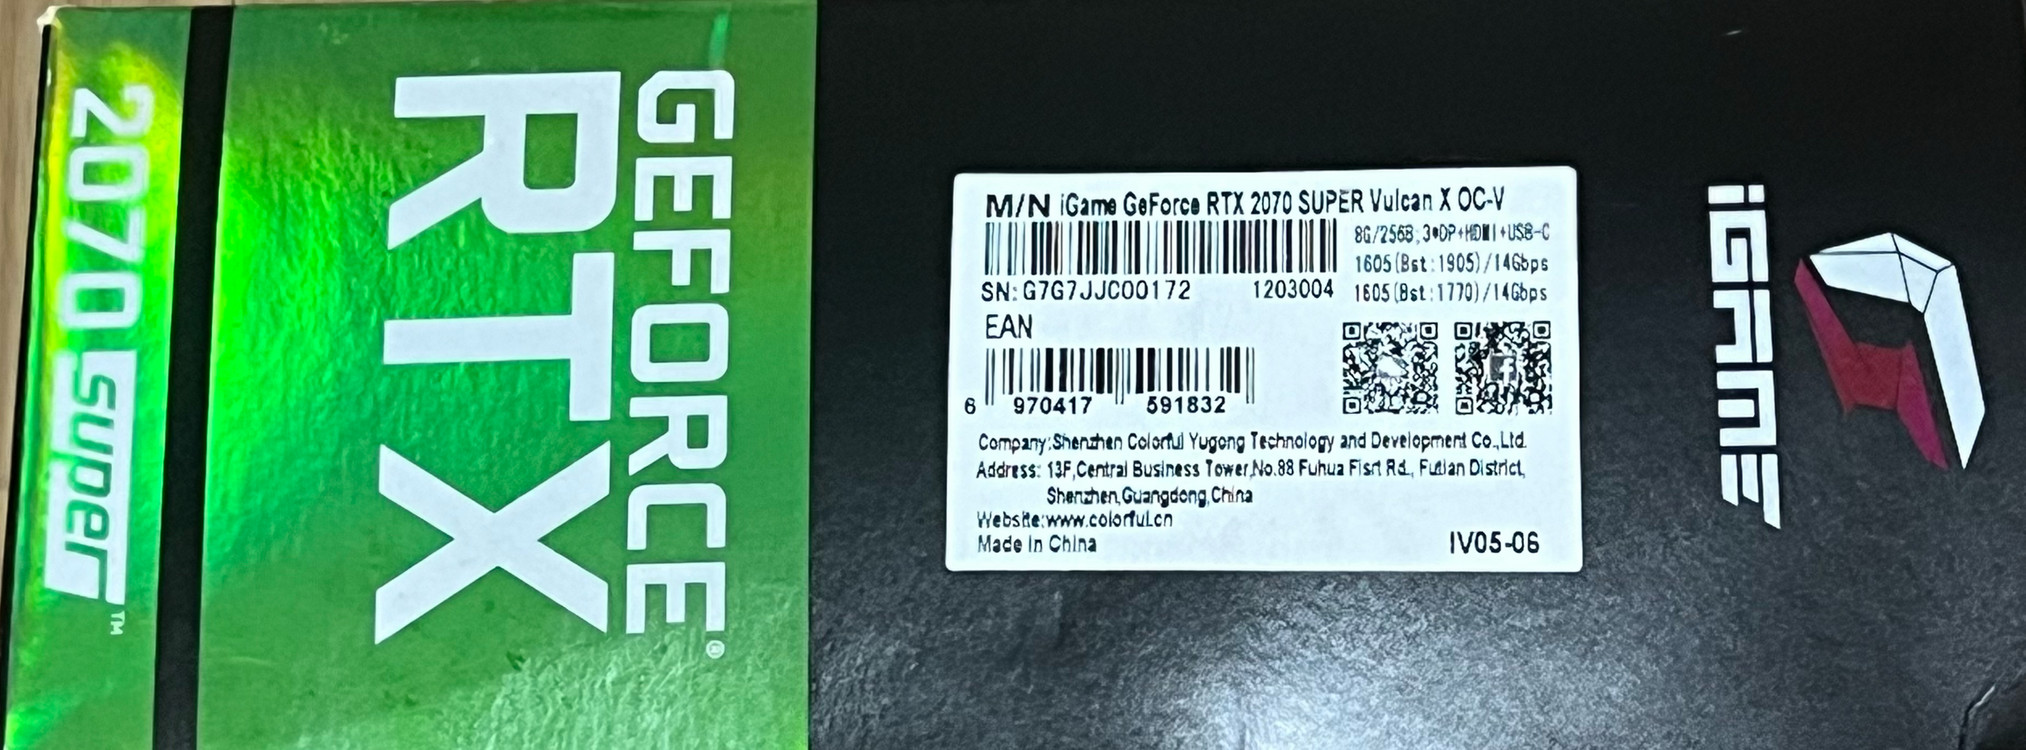 2070 super™
GEFORCE®
RTX
M/N iGame GeForce RTX 2070 SUPER Vulcan X OC-V
8G/256B;3*DP+HDMI+USB-C
1605(Bst:1905)/14Gbps
SN:G7G7JJC00172 1203004
1605(Bst:1770)/14Gbps
EAN
6 970417 591832
Company:Shenzhen Colorful Yugong Technology and Development Co.,Ltd.
Address: 13F,Central Business Tower,No.88 Fuhua Fisrt Rd., Futian District,
Shenzhen,Guangdong,China
Website:www.colorful.cn
Made In China
IV05-06
iGAME